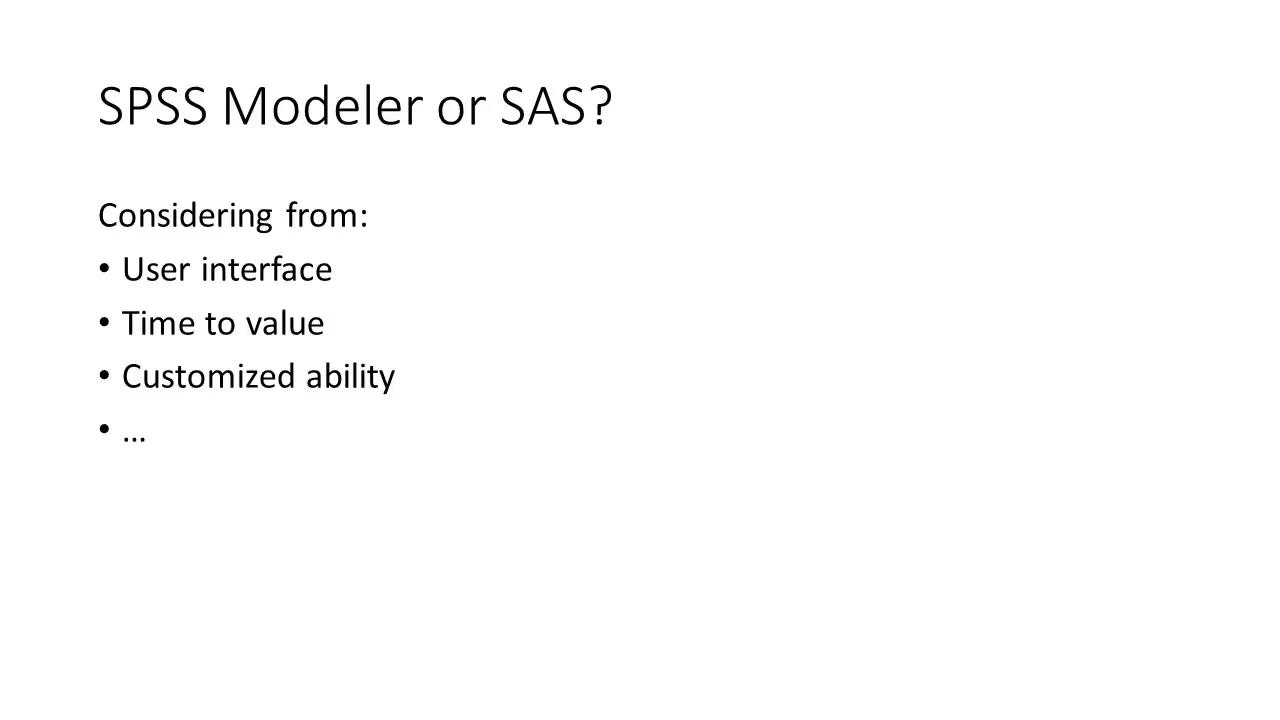 SPSS Modeler or SAS?
Considering from:
• User interface
• Time to value
• Customized ability
• ...